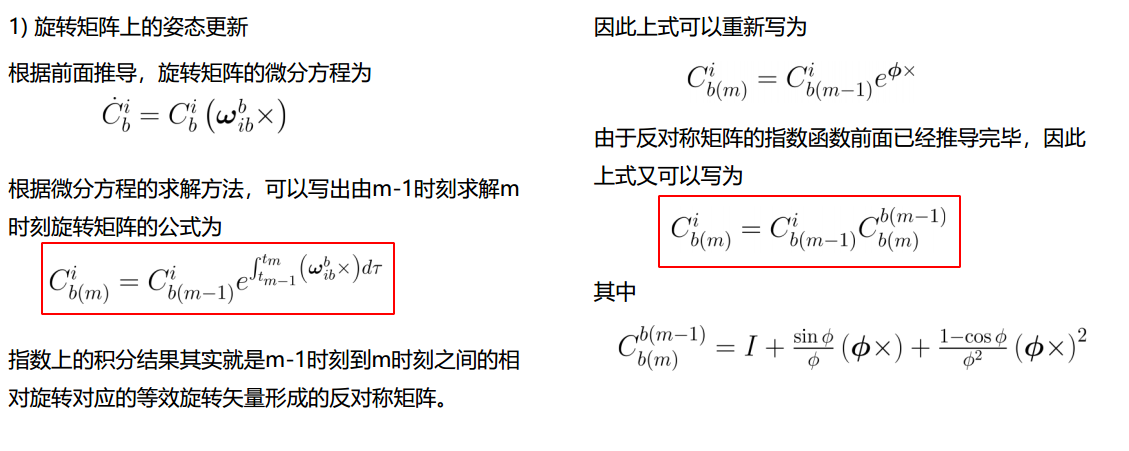 1) 旋转矩阵上的姿态更新
根据前面推导，旋转矩阵的微分方程为
$\dot{C}_b^i = C_b^i \left( \boldsymbol{\omega}_{ib}^b \times \right)$
根据微分方程的求解方法，可以写出由m-1时刻求解m
时刻旋转矩阵的公式为
$C_{b(m)}^i = C_{b(m-1)}^i e^{\int_{t_{m-1}}^{t_m} \left( \boldsymbol{\omega}_{ib}^b \times \right) d\tau}$
指数上的积分结果其实就是m-1时刻到m时刻之间的相
对旋转对应的等效旋转矢量形成的反对称矩阵。
因此上式可以重新写为
$C_{b(m)}^i = C_{b(m-1)}^i e^{\boldsymbol{\phi} \times}$
由于反对称矩阵的指数函数前面已经推导完毕，因此
上式又可以写为
$C_{b(m)}^i = C_{b(m-1)}^i C_{b(m)}^{b(m-1)}$
其中
$C_{b(m)}^{b(m-1)} = I + \frac{\sin \phi}{\phi} \left( \boldsymbol{\phi} \times \right) + \frac{1 - \cos \phi}{\phi^2} \left( \boldsymbol{\phi} \times \right)^2$